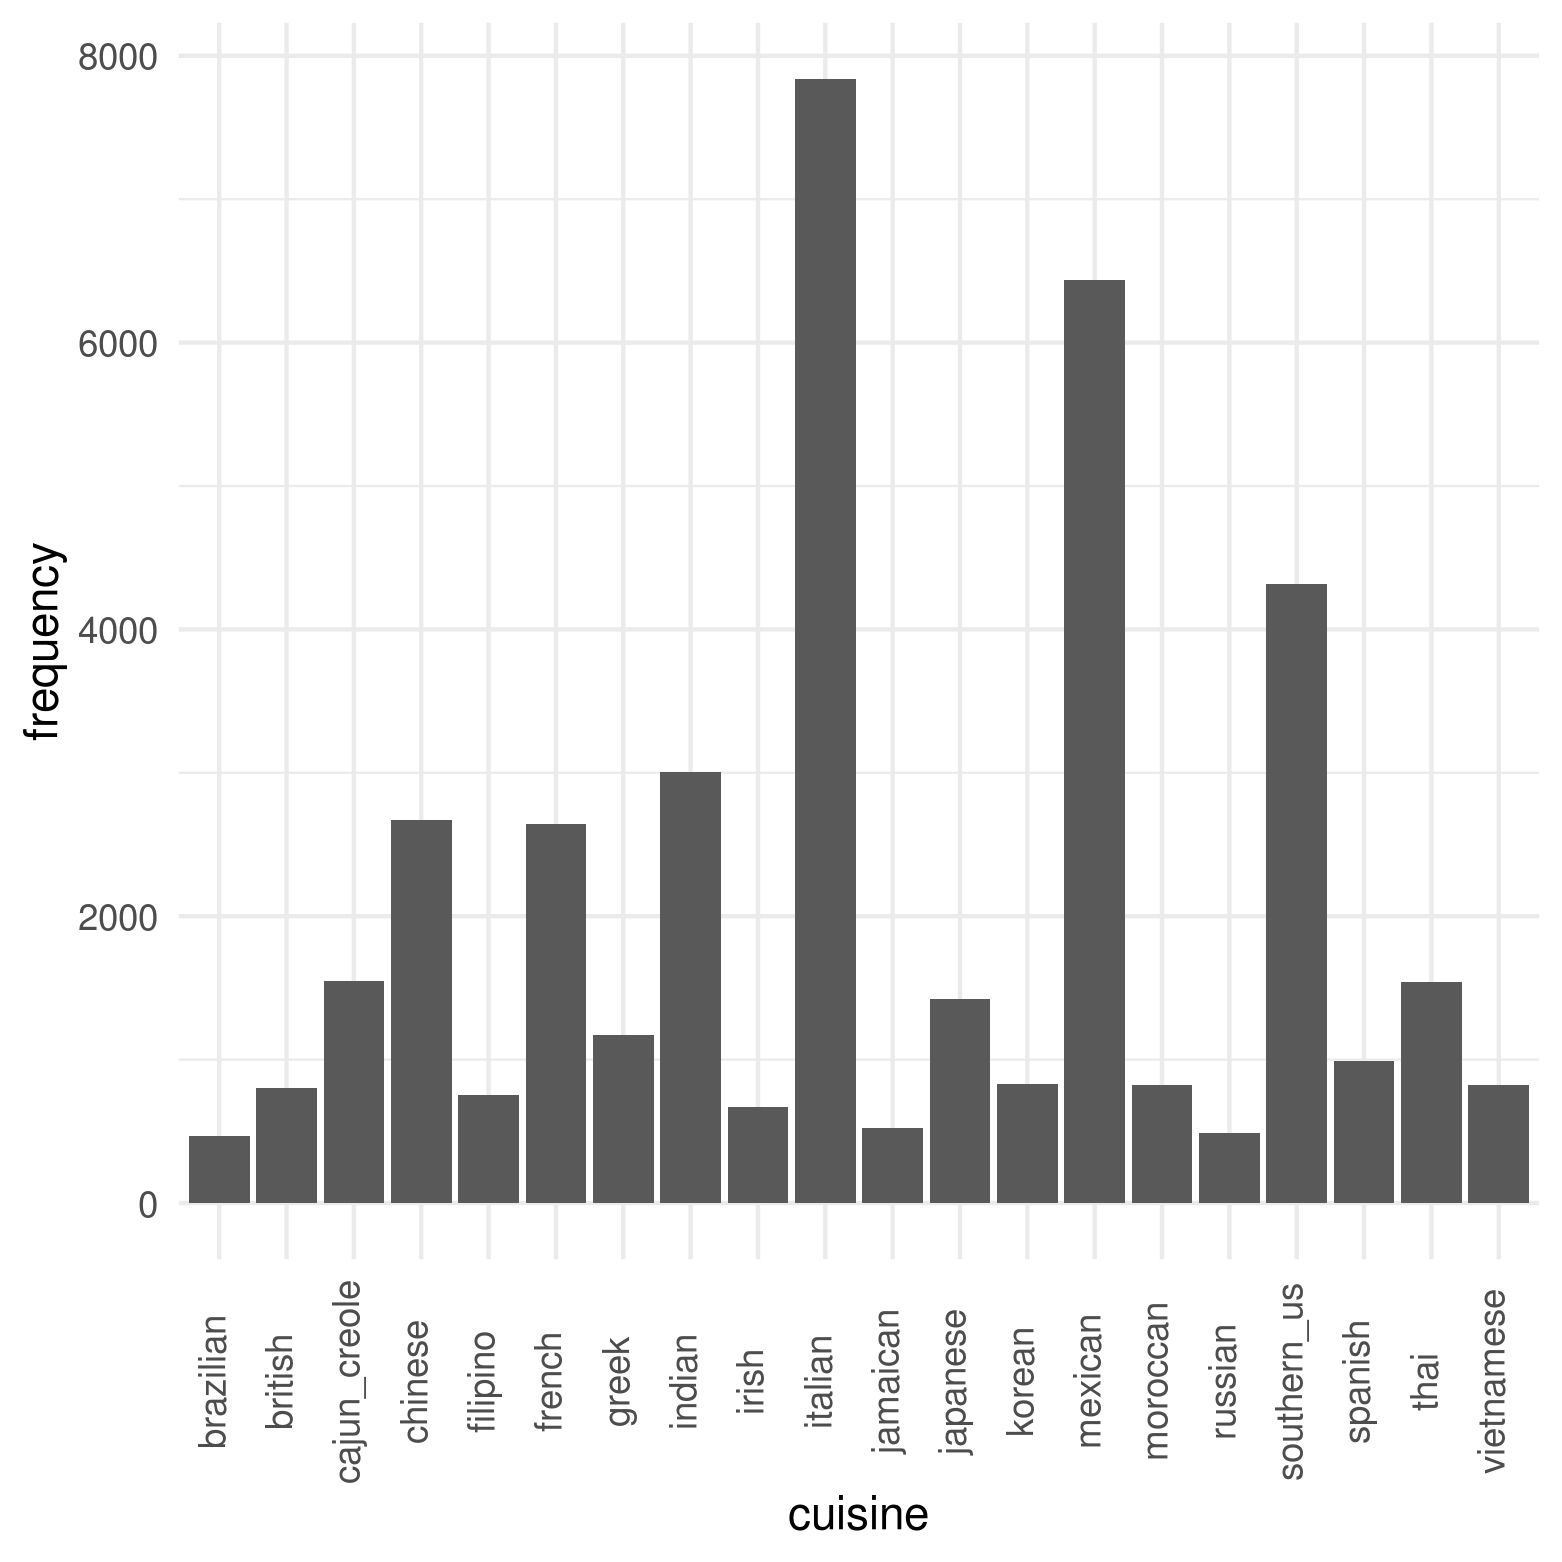 8000
6000
4000
2000
0
frequency
brazilian
british
cajun_creole
chinese
filipino
french
greek
indian
irish
italian
jamaican
japanese
korean
mexican
moroccan
russian
southern_us
spanish
thai
vietnamese
cuisine